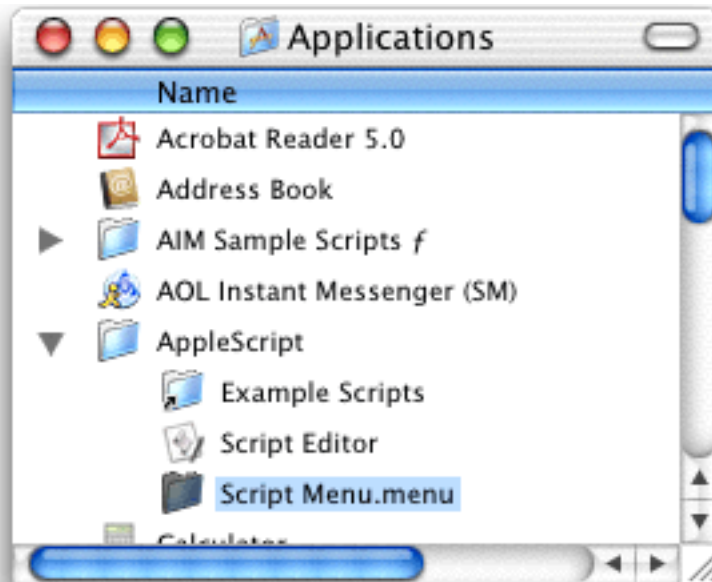 Applications
Name
Acrobat Reader 5.0
Address Book
AIM Sample Scripts ƒ
AOL Instant Messenger (SM)
AppleScript
Example Scripts
Script Editor
Script Menu.menu
Calculator